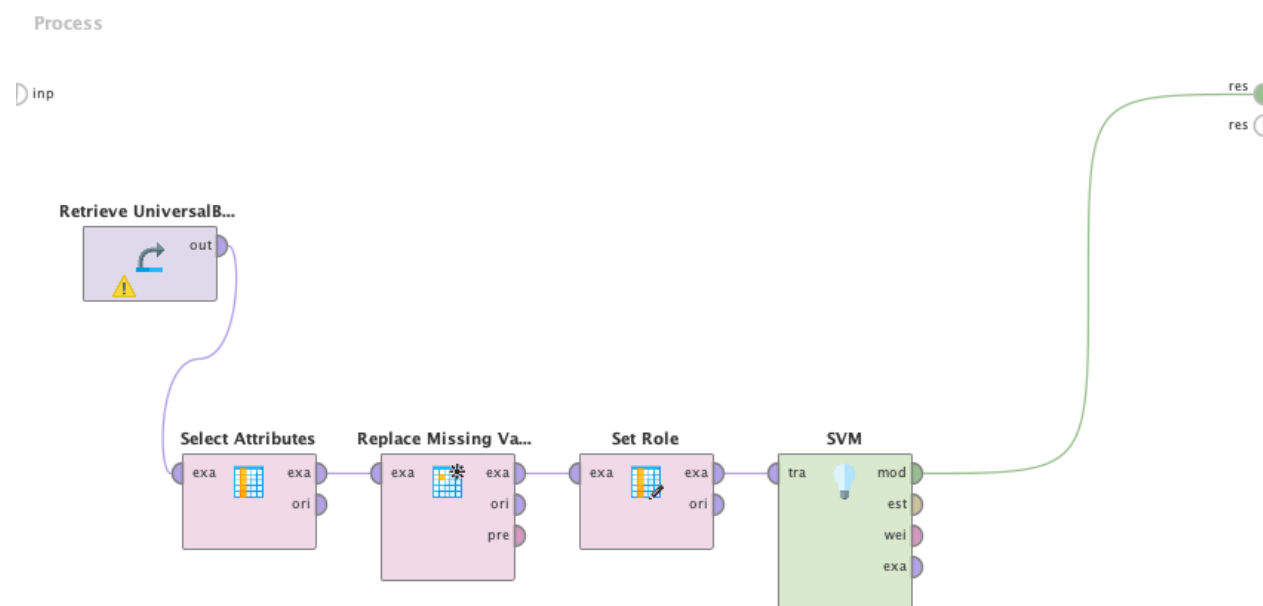 Process
inp
res
res
Retrieve UniversalB...
out
Select Attributes
Replace Missing Va...
Set Role
SVM
exa exa
ori
exa exa
ori
pre
exa exa
ori
tra mod
est
wei
exa